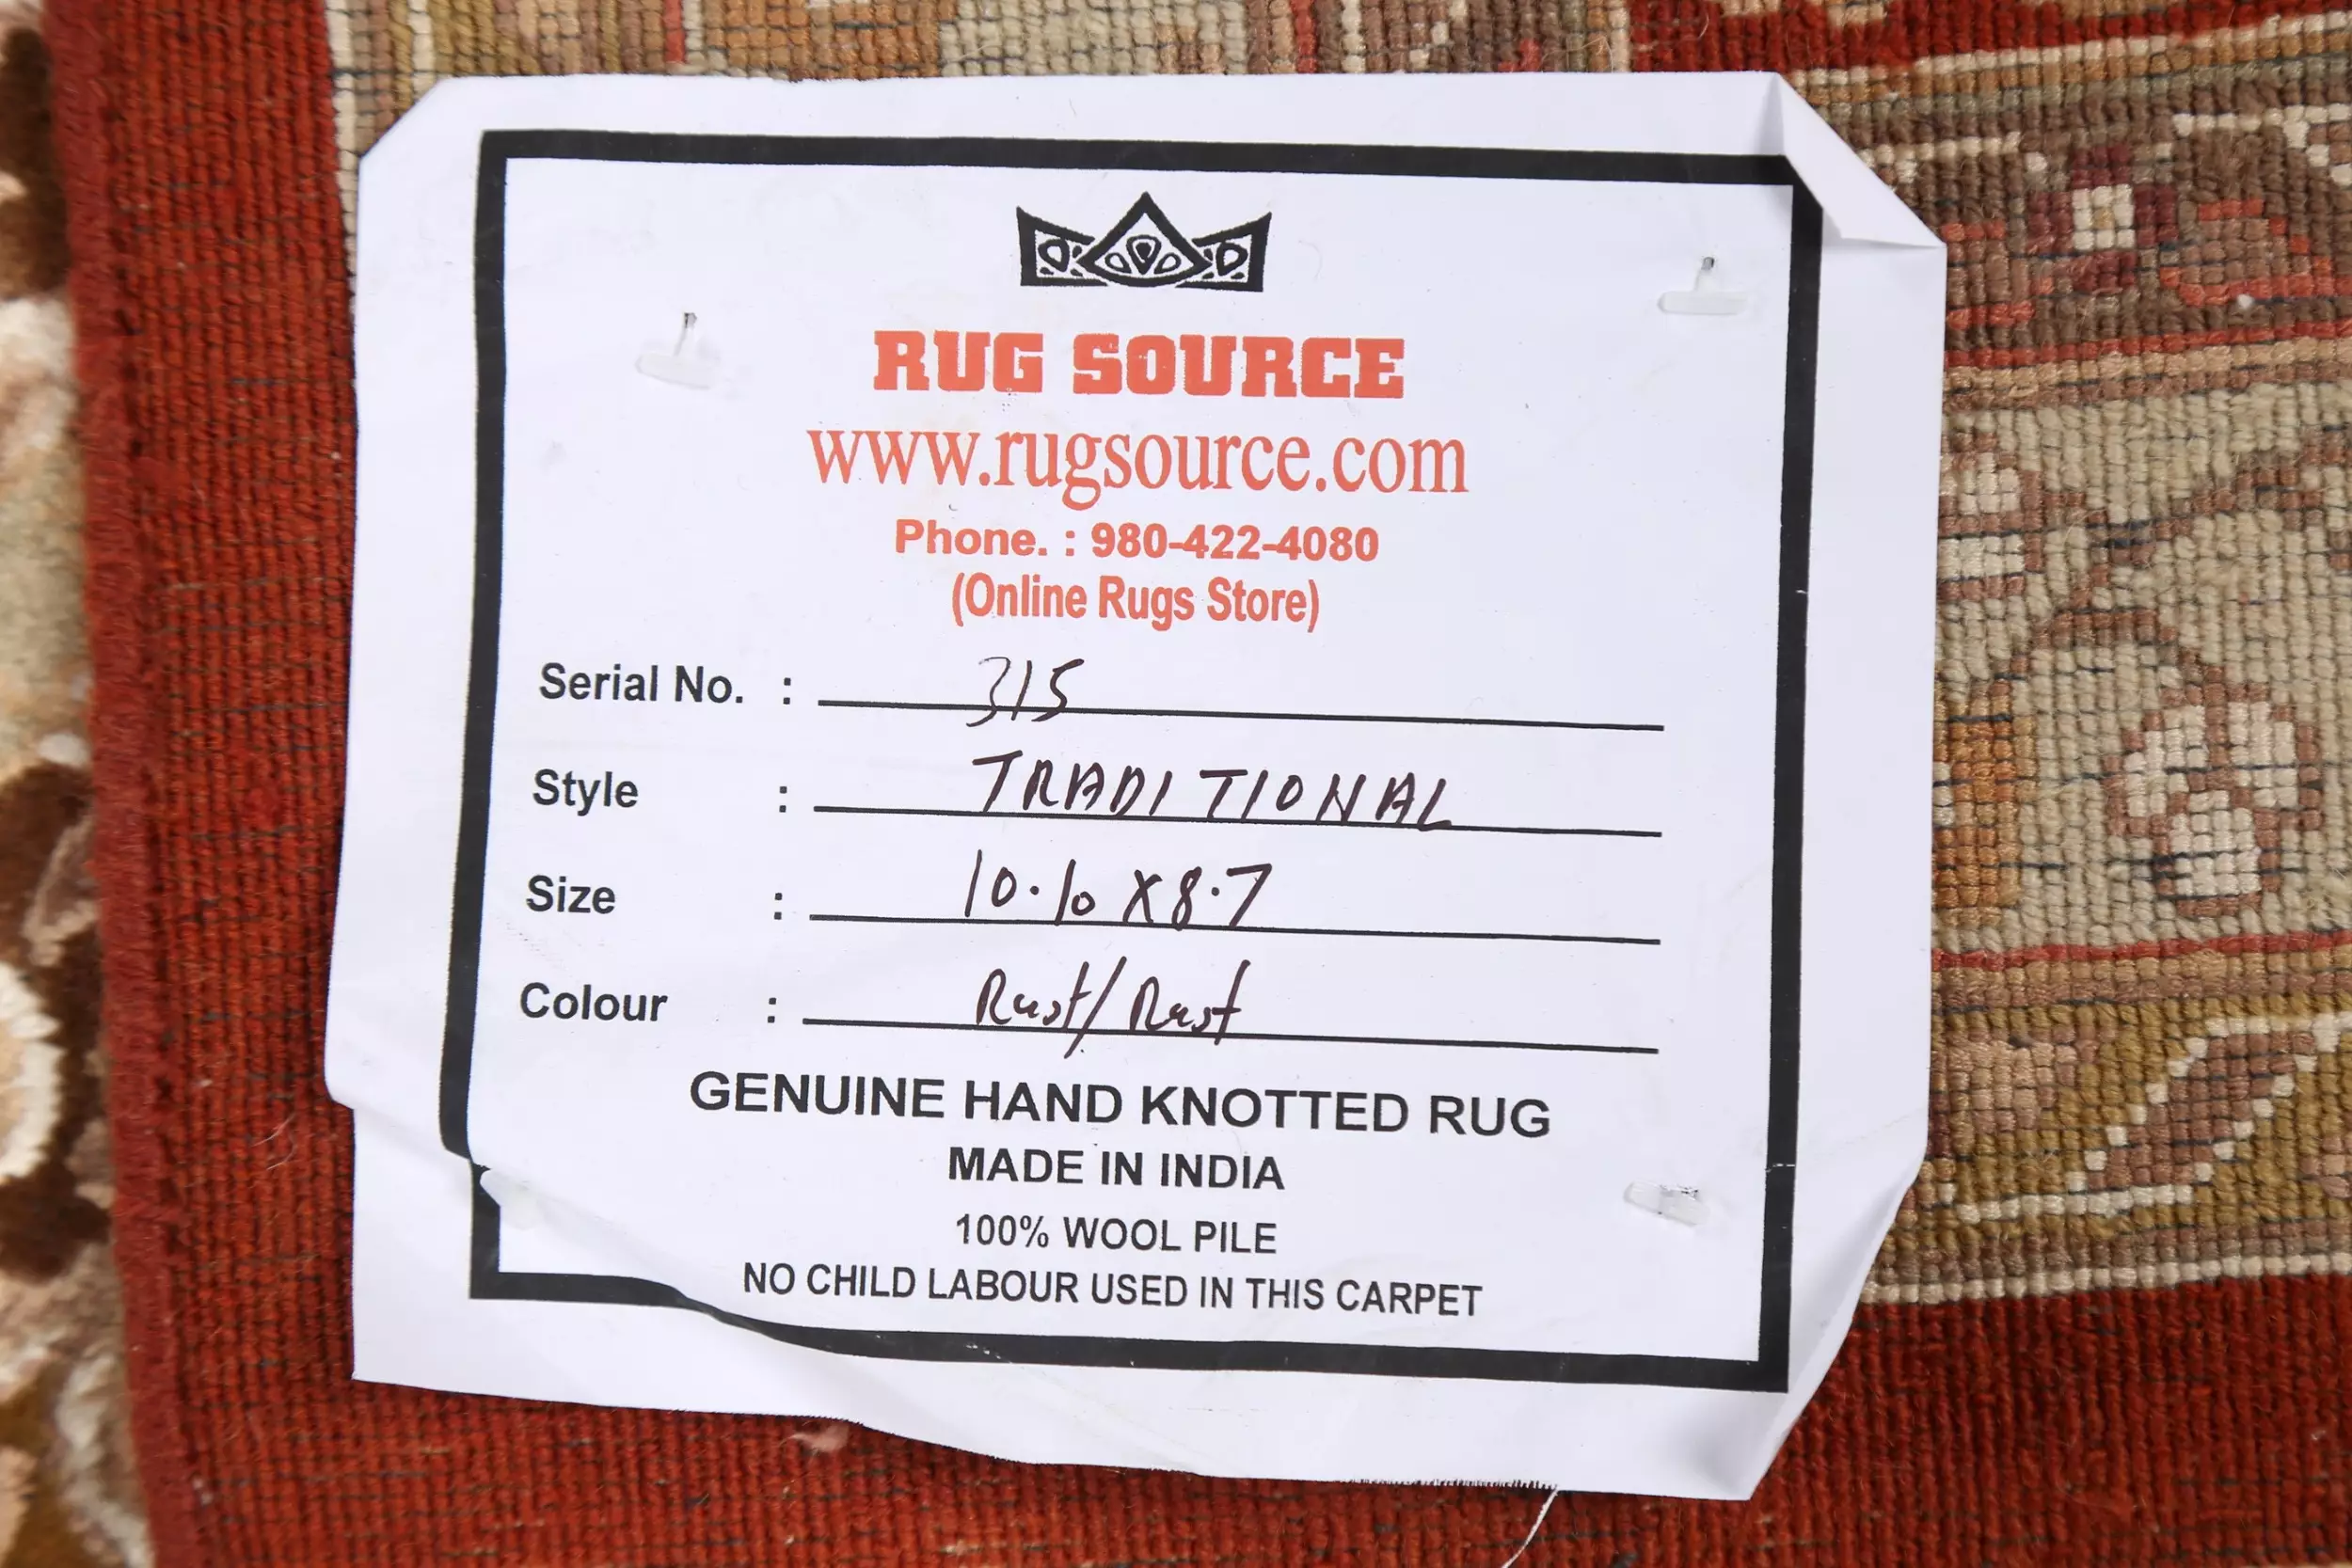 RUG SOURCE
www.rugsource.com
Phone. : 980-422-4080
(Online Rugs Store)
Serial No. : 315
Style : TRADITIONAL
Size : 10.10 X 8.7
Colour : Rust/Rust
GENUINE HAND KNOTTED RUG
MADE IN INDIA
100% WOOL PILE
NO CHILD LABOUR USED IN THIS CARPET